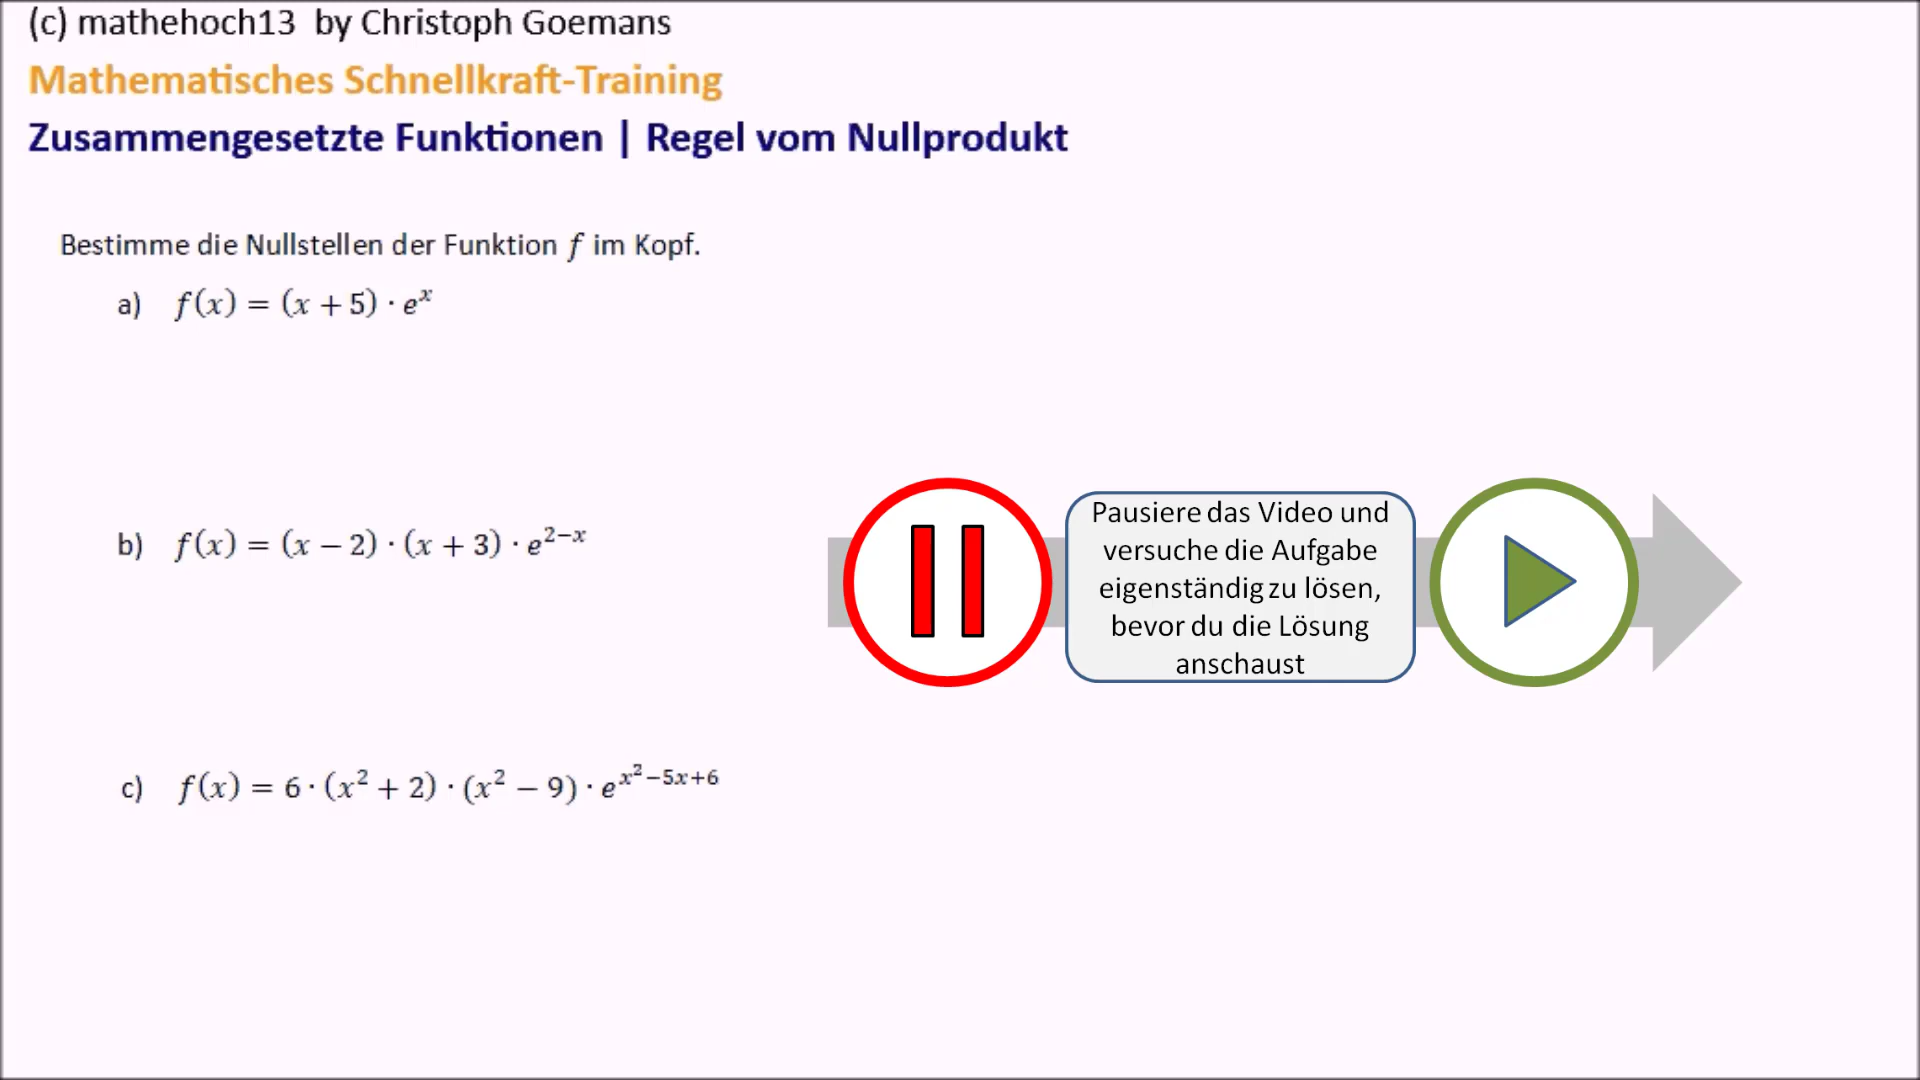 (c) mathehoch13 by Christoph Goemans
Mathematisches Schnellkraft-Training
Zusammengesetzte Funktionen | Regel vom Nullprodukt
Bestimme die Nullstellen der Funktion f im Kopf.
a) f(x) = (x + 5) · eˣ
b) f(x) = (x − 2) · (x + 3) · e²⁻ˣ
Pausiere das Video und
versuche die Aufgabe
eigenständig zu lösen,
bevor du die Lösung
anschaust
c) f(x) = 6 · (x² + 2) · (x² − 9) · e^(x²−5x+6)